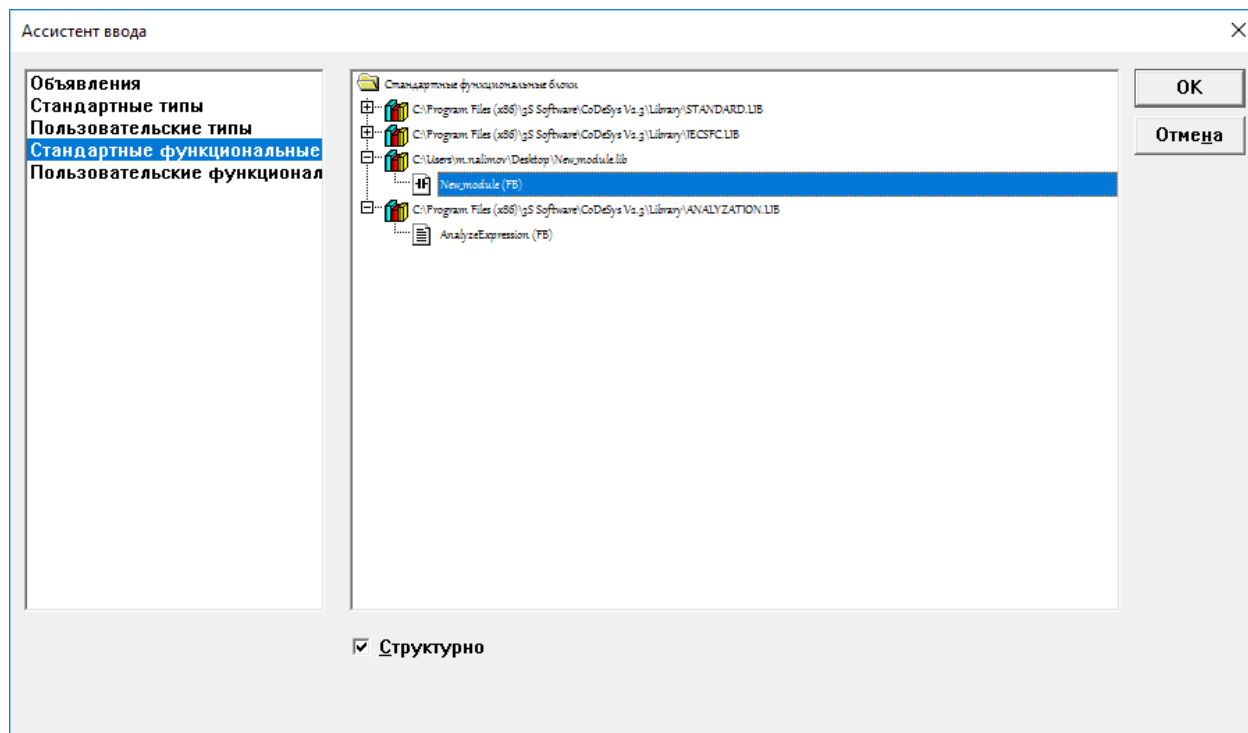 Ассистент ввода
Объявления
Стандартные типы
Пользовательские типы
Стандартные функциональные
Пользовательские функционал
Стандартные функциональные блоки
C:\Program Files (x86)\3S Software\CoDeSys V2.3\Library\STANDARD.LIB
C:\Program Files (x86)\3S Software\CoDeSys V2.3\Library\IECSFC.LIB
C:\Users\m.nalimov\Desktop\New_module.lib
New_module (FB)
C:\Program Files (x86)\3S Software\CoDeSys V2.3\Library\ANALYZATION.LIB
AnalyzeExpression (FB)
OK
Отмена
Структурно